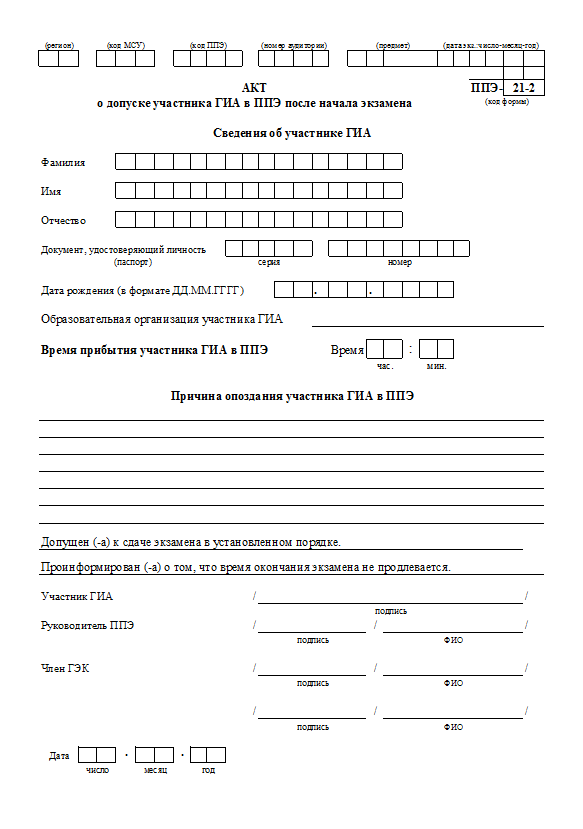 (регион) (код МСУ) (код ППЭ) (номер аудитории) (предмет) (дата экз.:число-месяц-год)
АКТ ППЭ- 21-2
о допуске участника ГИА в ППЭ после начала экзамена (код формы)
Сведения об участнике ГИА
Фамилия
Имя
Отчество
Документ, удостоверяющий личность
(паспорт) серия номер
Дата рождения (в формате ДД.ММ.ГГГГ) . .
Образовательная организация участника ГИА
Время прибытия участника ГИА в ППЭ Время :
час. мин.
Причина опоздания участника ГИА в ППЭ
Допущен (-а) к сдаче экзамена в установленном порядке.
Проинформирован (-а) о том, что время окончания экзамена не продлевается.
Участник ГИА / /
подпись
Руководитель ППЭ / / /
подпись ФИО
Член ГЭК / / /
подпись ФИО
/ / /
подпись ФИО
Дата . .
число месяц год